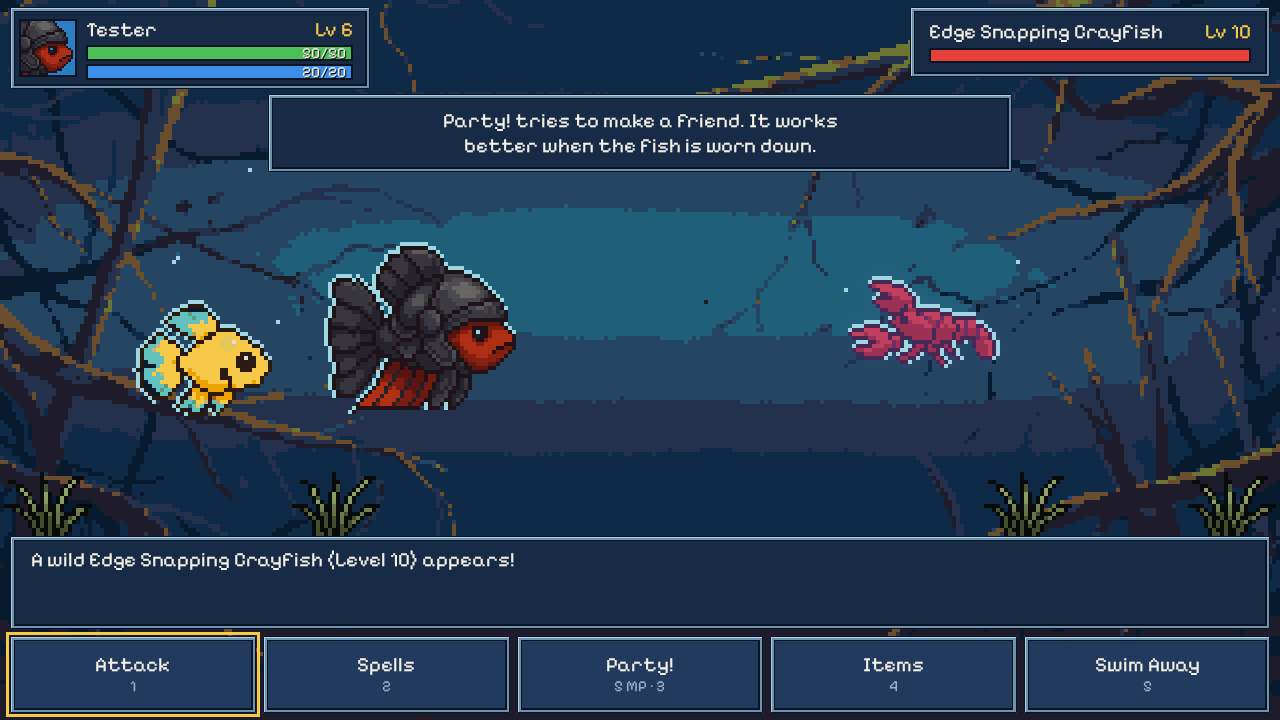 Tester Lv 6
30/30
20/20
Edge Snapping Crayfish Lv 10
Party! tries to make a friend. It works
better when the fish is worn down.
A wild Edge Snapping Crayfish (Level 10) appears!
Attack
1
Spells
2
Party!
5 MP · 3
Items
4
Swim Away
5